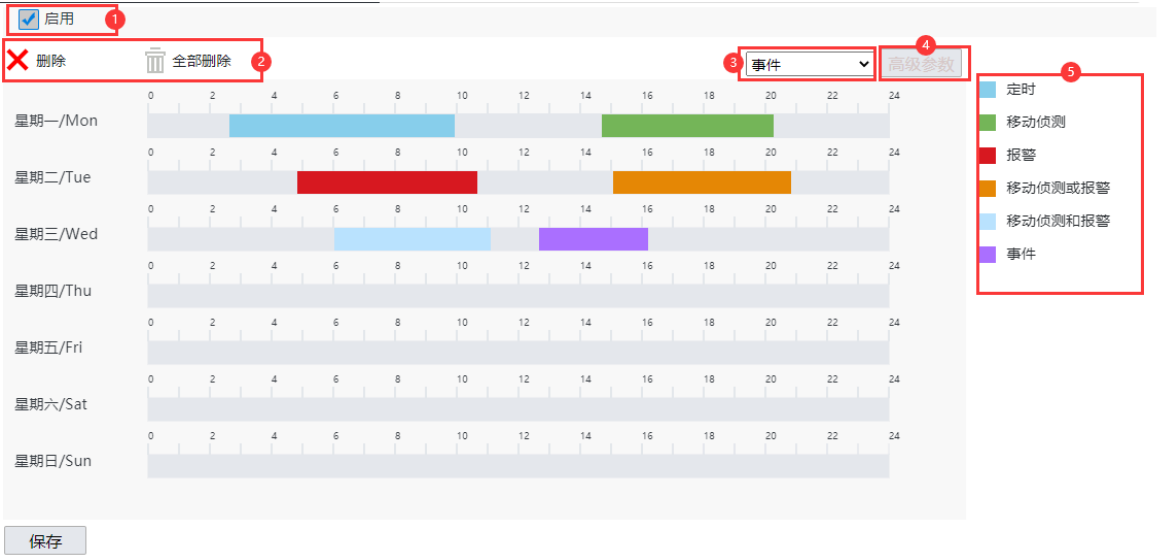 启用 1
删除 全部删除 2 3 事件 4 高级参数 5
定时
移动侦测
报警
移动侦测或报警
移动侦测和报警
事件
0 2 4 6 8 10 12 14 16 18 20 22 24
星期一/Mon
0 2 4 6 8 10 12 14 16 18 20 22 24
星期二/Tue
0 2 4 6 8 10 12 14 16 18 20 22 24
星期三/Wed
0 2 4 6 8 10 12 14 16 18 20 22 24
星期四/Thu
0 2 4 6 8 10 12 14 16 18 20 22 24
星期五/Fri
0 2 4 6 8 10 12 14 16 18 20 22 24
星期六/Sat
0 2 4 6 8 10 12 14 16 18 20 22 24
星期日/Sun
保存